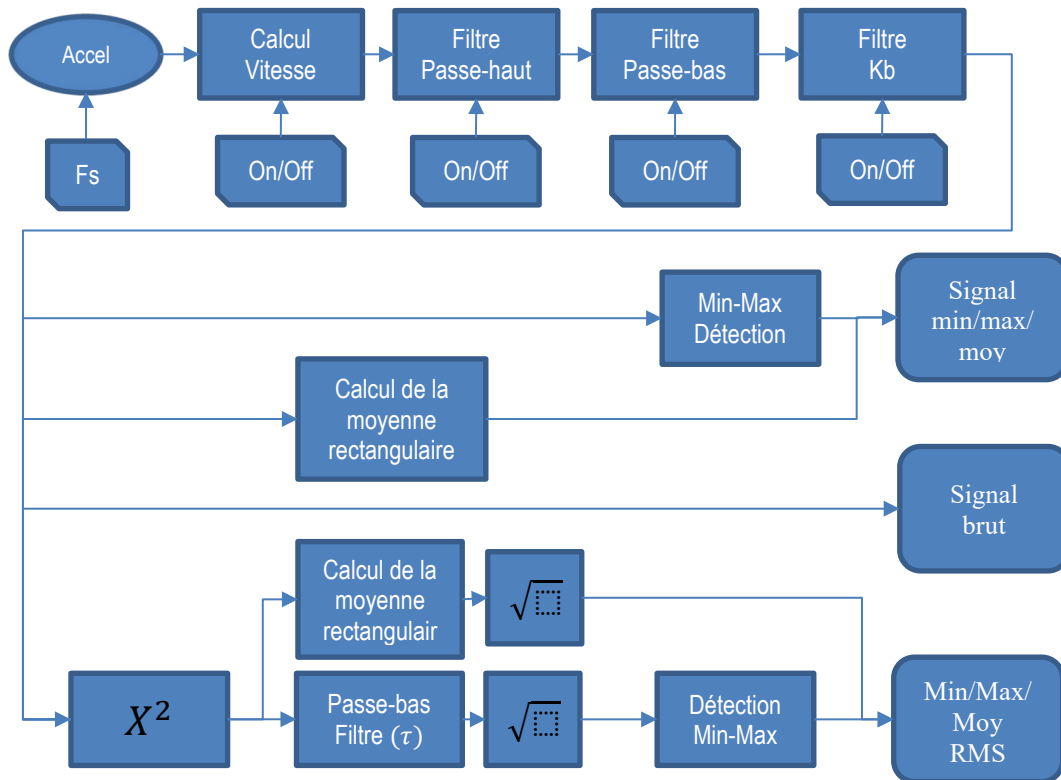 Accel
Calcul
Vitesse
Filtre
Passe-haut
Filtre
Passe-bas
Filtre
Kb
Fs
On/Off
On/Off
On/Off
On/Off
Min-Max
Détection
Signal
min/max/
moy
Calcul de la
moyenne
rectangulaire
Signal
brut
Calcul de la
moyenne
rectangulair
√
X²
Passe-bas
Filtre (τ)
√
Détection
Min-Max
Min/Max/
Moy
RMS